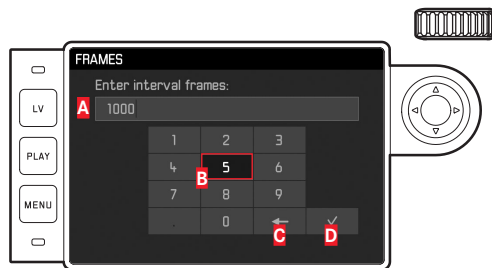 FRAMES
Enter interval frames:
A 1000
LV
1 2 3
PLAY
4 5 6
B
7 8 9
MENU
. 0 ← ✓
C D